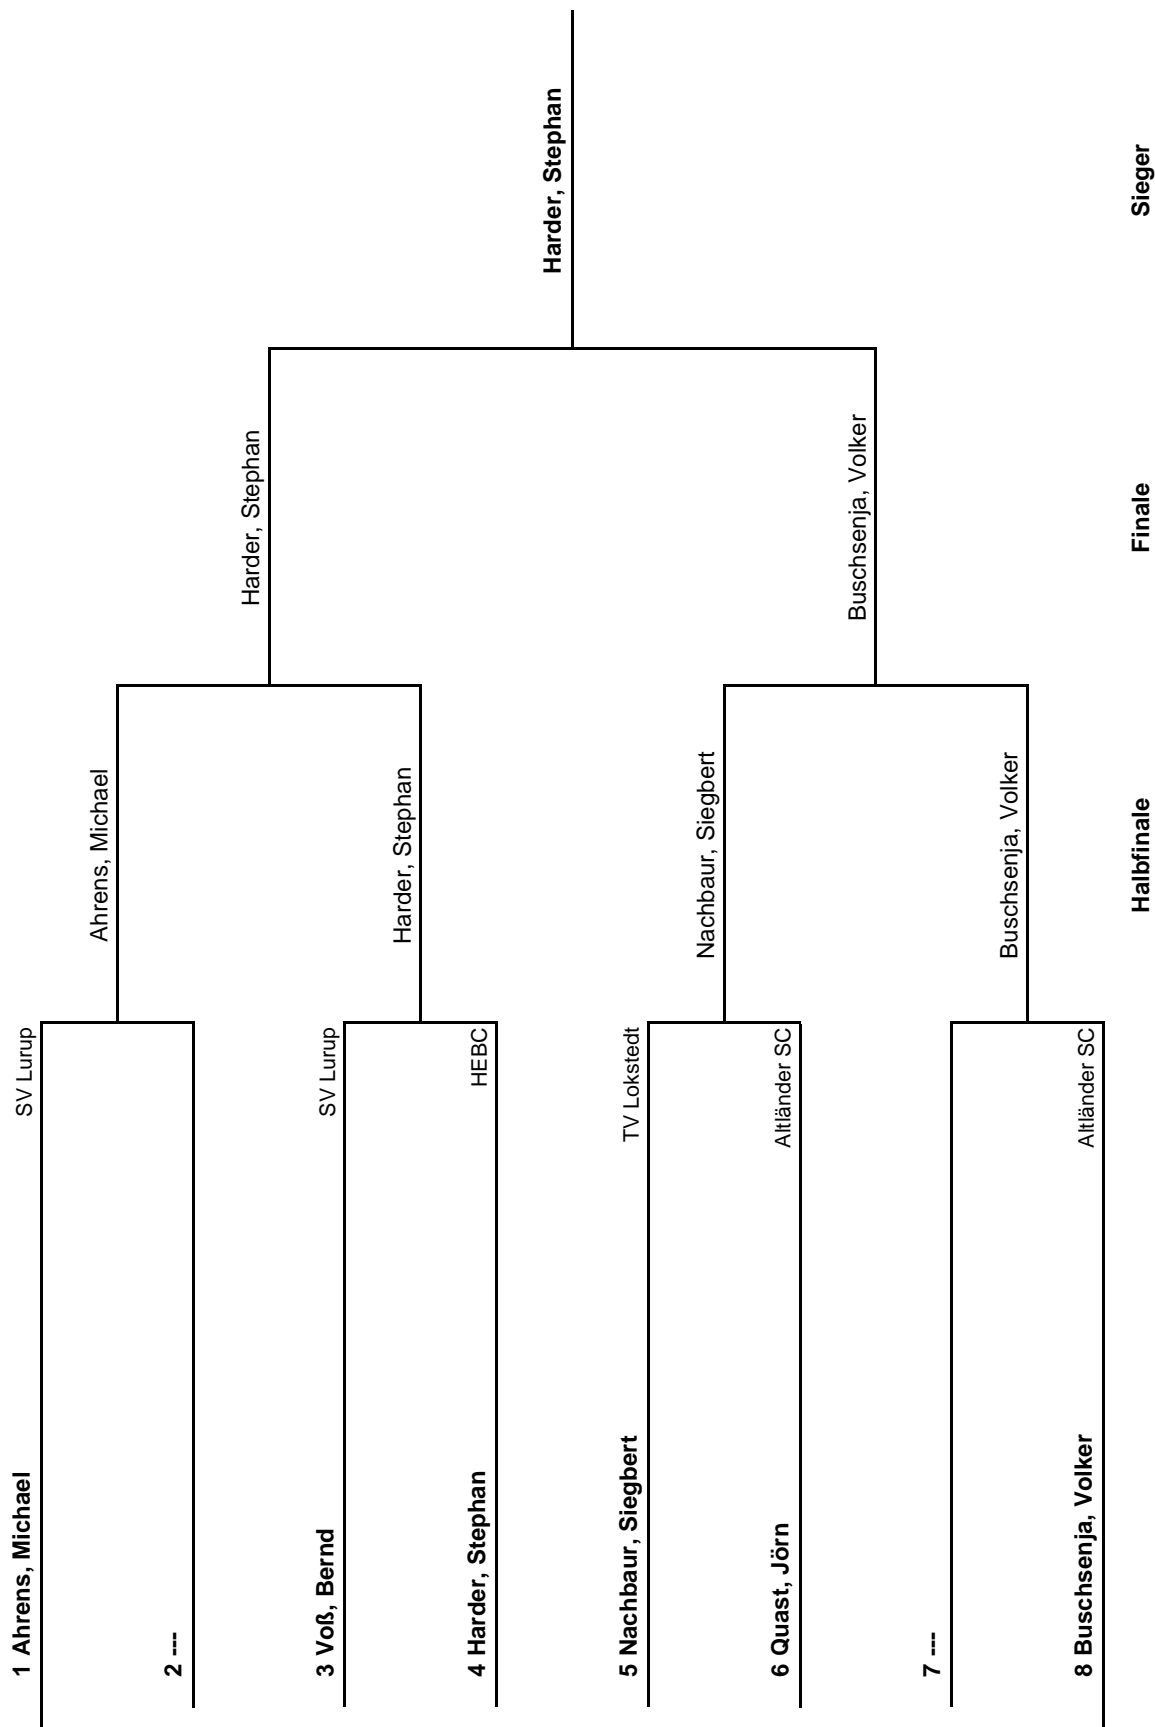 1 Ahrens, Michael SV Lurup
2 ---
3 Voß, Bernd SV Lurup
4 Harder, Stephan HEBC
5 Nachbaur, Siegbert TV Lokstedt
6 Quast, Jörn Altländer SC
7 ---
8 Buschsenja, Volker Altländer SC
Ahrens, Michael
Harder, Stephan
Nachbaur, Siegbert
Buschsenja, Volker
Halbfinale
Harder, Stephan
Buschsenja, Volker
Finale
Harder, Stephan
Sieger